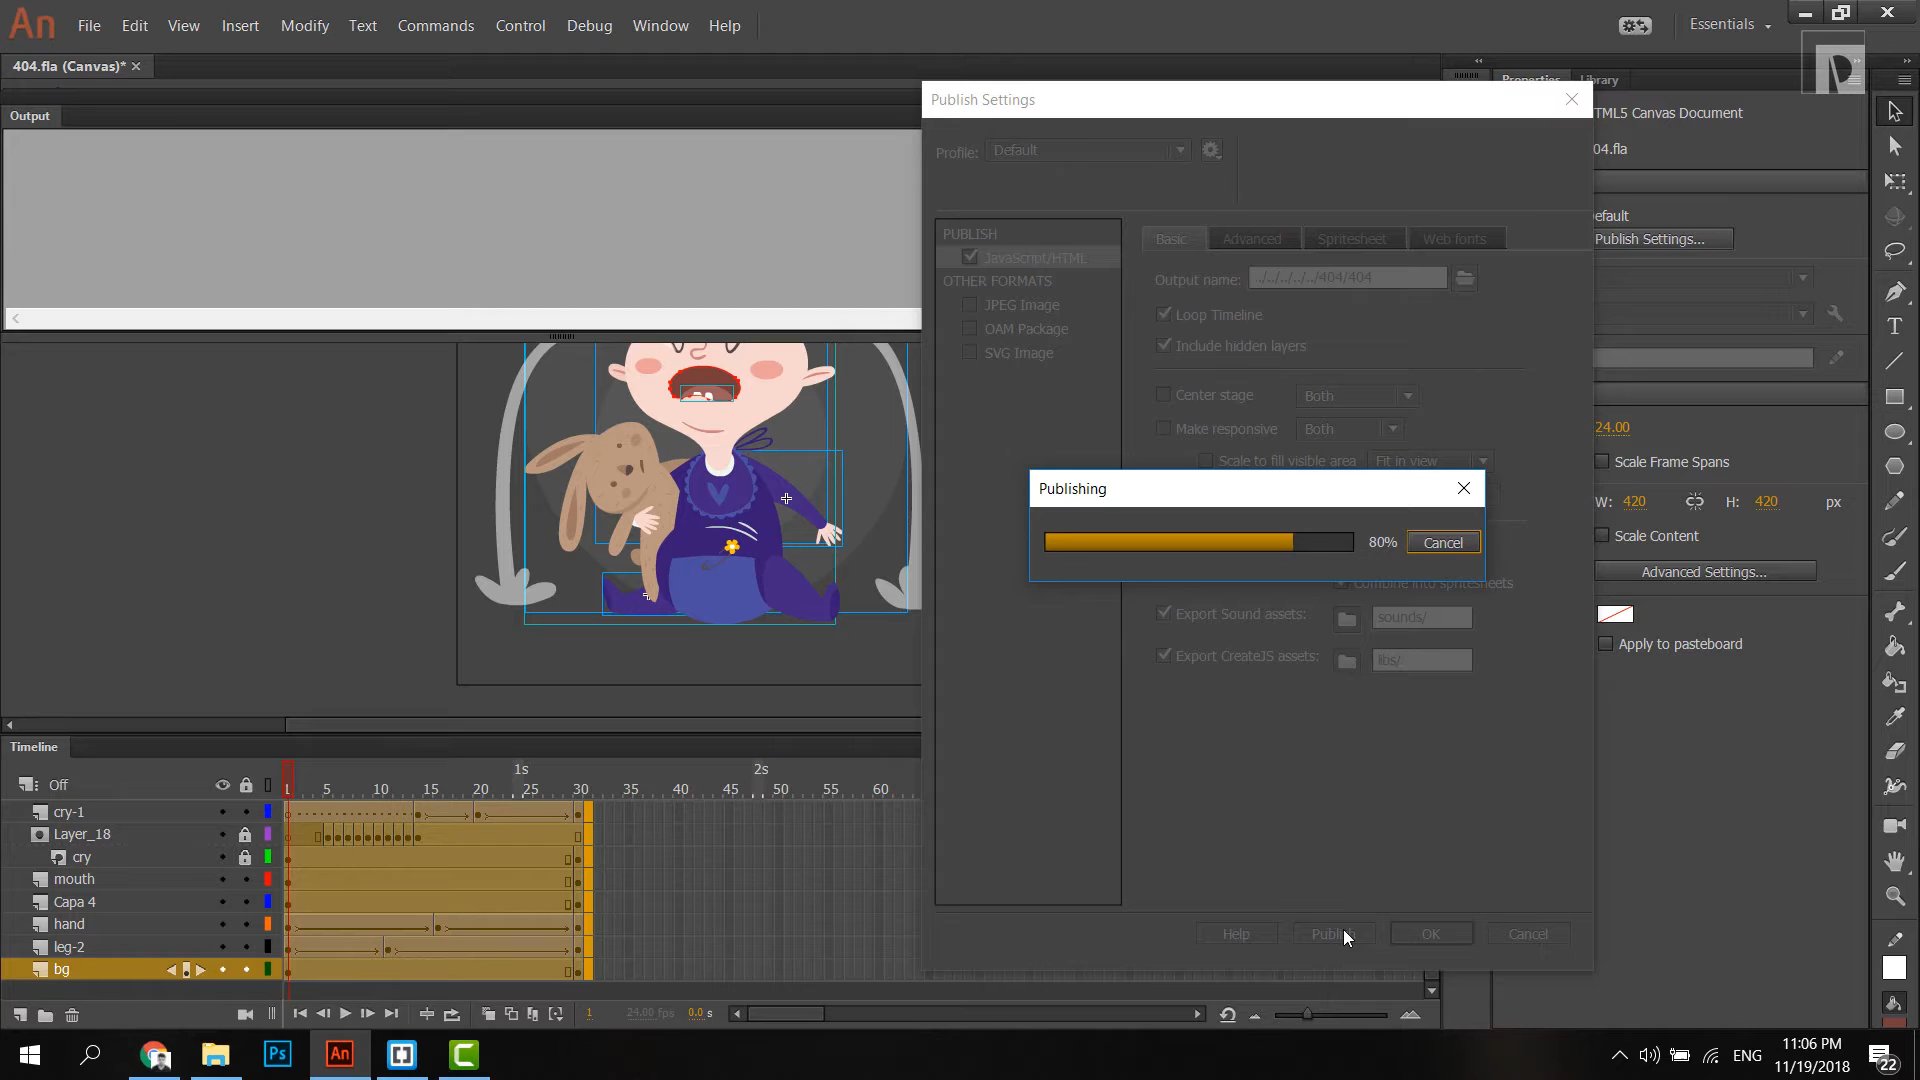 An File Edit View Insert Modify Text Commands Control Debug Window Help Essentials
404.fla (Canvas)*
Properties Library
Output
Publish Settings
TML5 Canvas Document
04.fla
Profile: Default
efault
Publish Settings...
PUBLISH
JavaScript/HTML
OTHER FORMATS
JPEG Image
OAM Package
SVG Image
Basic Advanced Spritesheet Web fonts
Output name: ../../../../../404/404
Loop Timeline
Include hidden layers
Center stage Both
Make responsive Both
Scale to fill visible area Fit in view
24.00
Scale Frame Spans
W: 420 H: 420 px
Scale Content
Advanced Settings...
Apply to pasteboard
Publishing
80% Cancel
Combine into spritesheets
Export Sound assets: sounds/
Export CreateJS assets: libs/
Help Publish OK Cancel
Timeline
1s 2s
Off 1 5 10 15 20 25 30 35 40 45 50 55 60
cry-1
Layer_18
cry
mouth
Capa 4
hand
leg-2
bg
1 24.00 fps 0.0 s
Ps An ENG
11:06 PM
11/19/2018
22